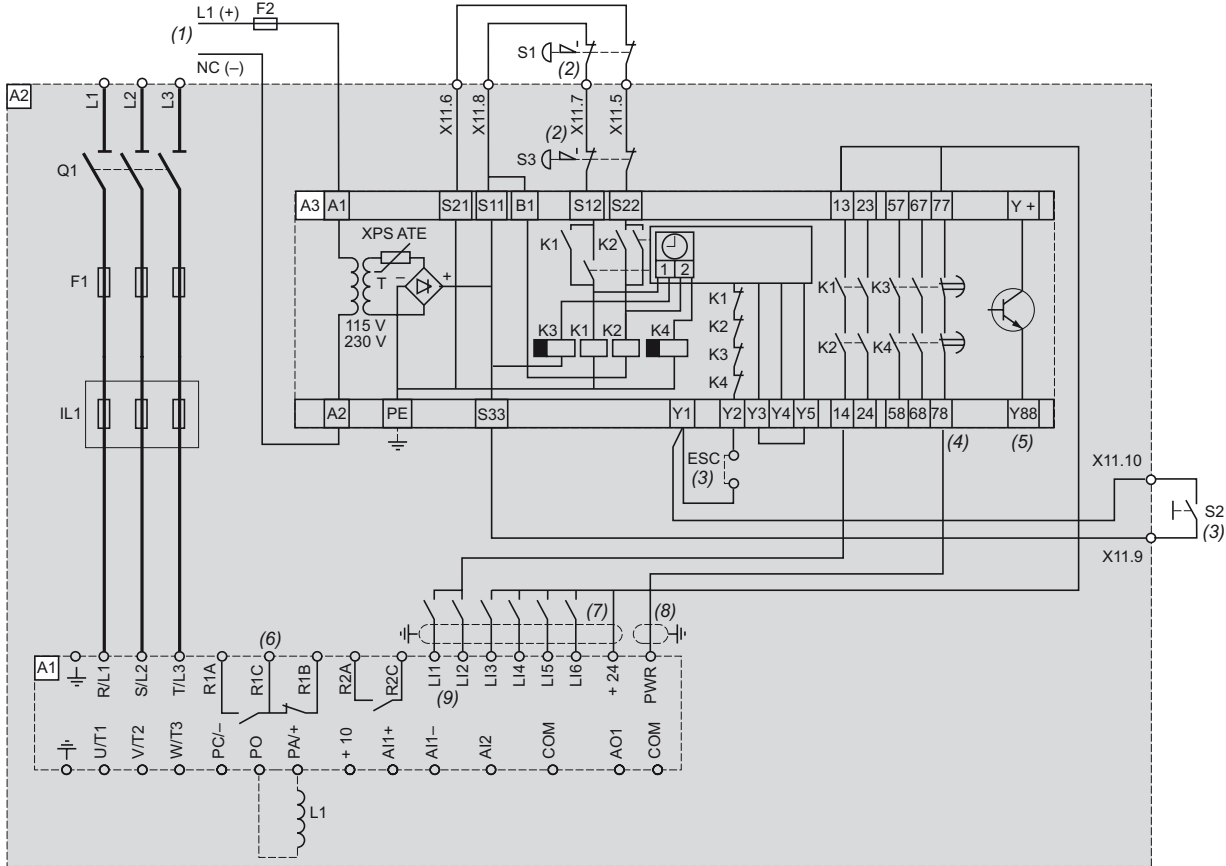 L1 (+) F2
(1)
NC (–)
S1
(2)
A2
L1 L2 L3
X11.6 X11.8 X11.7 X11.5
(2)
S3
Q1
A3 A1 S21 S11 B1 S12 S22 13 23 57 67 77 Y +
XPS ATE
K1 K2
T – +
1 2
F1
115 V
230 V
K1 K3
K1
K2
K3 K1 K2 K4
K2 K4
K3
K4
IL1
A2 PE S33 Y1 Y2 Y3 Y4 Y5 14 24 58 68 78 Y88
(4) (5)
ESC
(3)
X11.10
S2
(3)
X11.9
(7) (8)
(6)
A1
R/L1 S/L2 T/L3 R1A R1C R1B R2A R2C LI1 LI2 LI3 LI4 LI5 LI6 + 24 PWR
(9)
U/T1 V/T2 W/T3 PC/– PO PA/+ + 10 AI1+ AI1– AI2 COM AO1 COM
L1